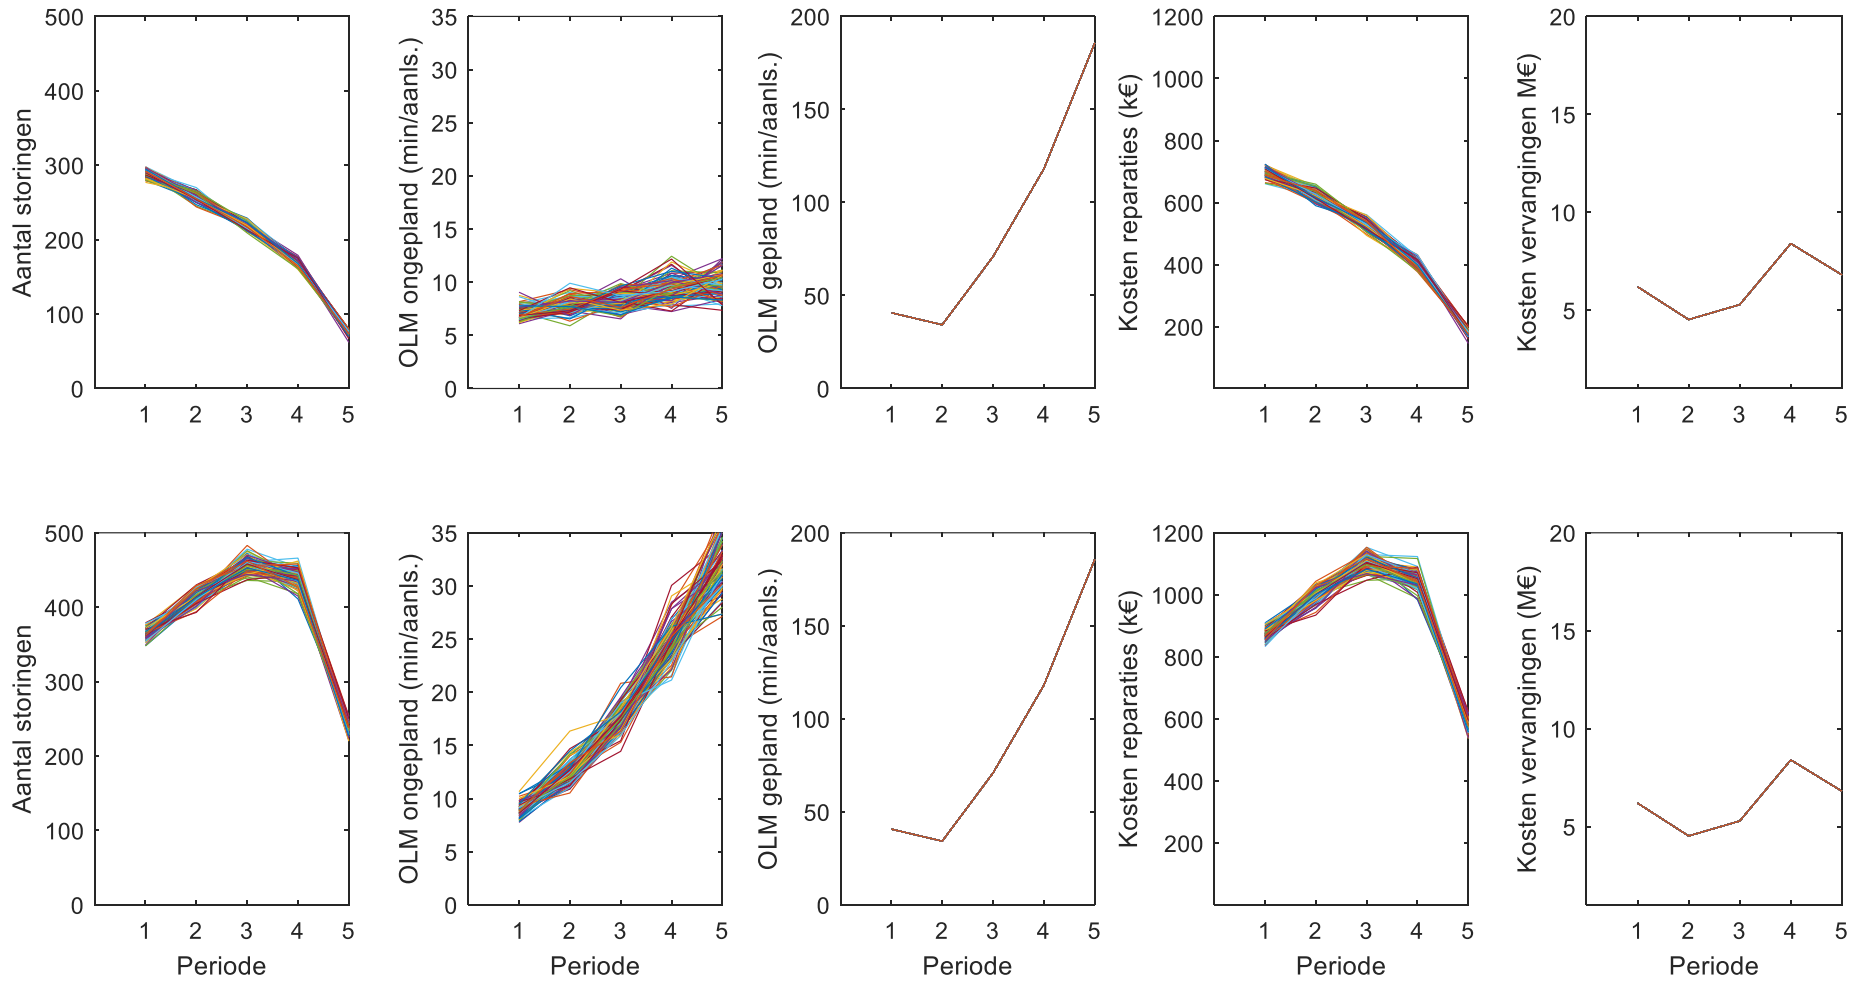 Aantal storingen
500
400
300
200
100
0
1 2 3 4 5
OLM ongepland (min/aanls.)
35
30
25
20
15
10
5
0
1 2 3 4 5
OLM gepland (min/aanls.)
200
150
100
50
0
1 2 3 4 5
Kosten reparaties (k€)
1200
1000
800
600
400
200
1 2 3 4 5
Kosten vervangingen M€)
20
15
10
5
1 2 3 4 5
Aantal storingen
500
400
300
200
100
0
1 2 3 4 5
Periode
OLM ongepland (min/aanls.)
35
30
25
20
15
10
5
0
1 2 3 4 5
Periode
OLM gepland (min/aanls.)
200
150
100
50
0
1 2 3 4 5
Periode
Kosten reparaties (k€)
1200
1000
800
600
400
200
1 2 3 4 5
Periode
Kosten vervangingen (M€)
20
15
10
5
1 2 3 4 5
Periode